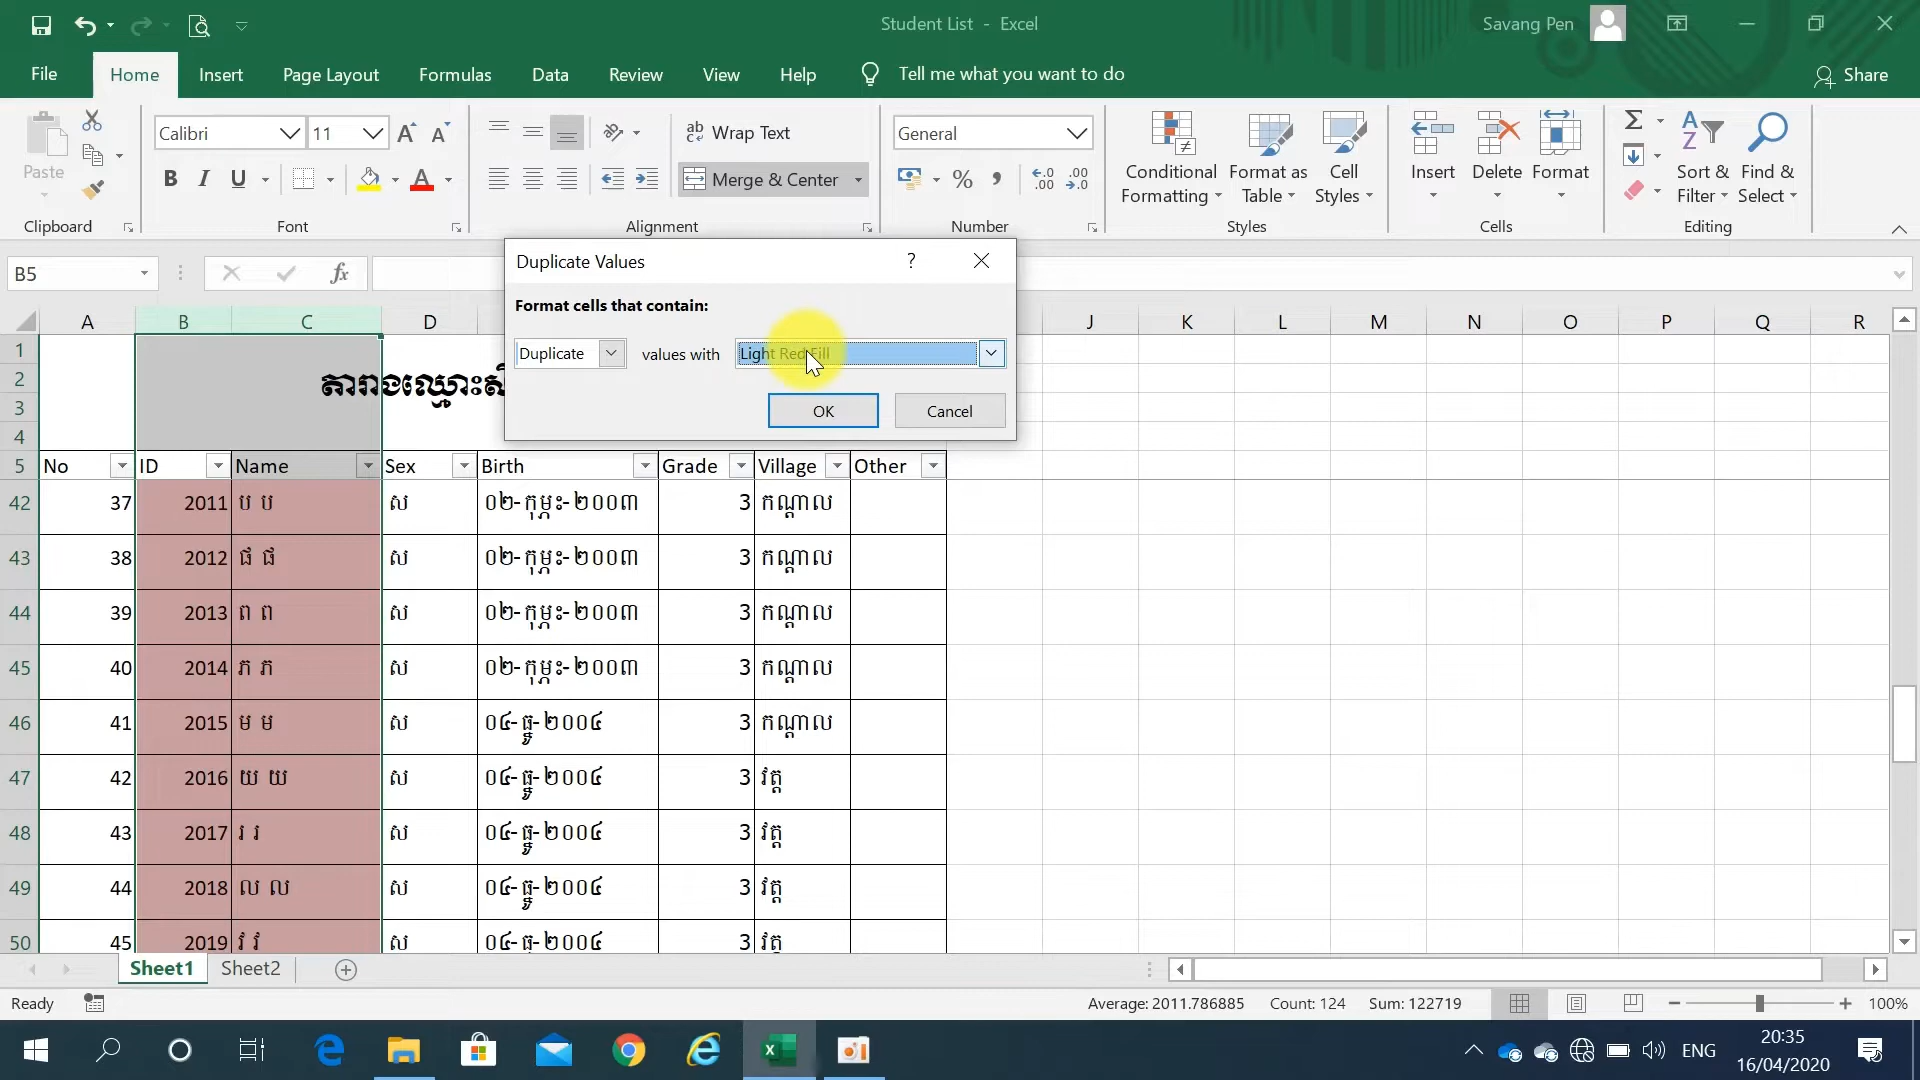 Student List - Excel
Savang Pen
File Home Insert Page Layout Formulas Data Review View Help Tell me what you want to do Share
Paste
Clipboard
Calibri 11
B I U
Font
ab Wrap Text
Merge & Center
Alignment
General
Number
Conditional Formatting
Format as Table
Cell Styles
Styles
Insert Delete Format
Cells
Sort & Filter
Find & Select
Editing
B5
fx
Duplicate Values ?
Format cells that contain:
Duplicate values with Light Red Fill
OK Cancel
A B C D J K L M N O P Q R
1
2
3
4
តារាងឈ្មោះសិ
5 No ID Name Sex Birth Grade Village Other
42 37 2011 ប ប ស ០២-កុម្ភះ-២០០៣ 3 កណ្ដាល
43 38 2012 ផ ផ ស ០២-កុម្ភះ-២០០៣ 3 កណ្ដាល
44 39 2013 ព ព ស ០២-កុម្ភះ-២០០៣ 3 កណ្ដាល
45 40 2014 ភ ភ ស ០២-កុម្ភះ-២០០៣ 3 កណ្ដាល
46 41 2015 ម ម ស ០៤-ធ្នូ-២០០៤ 3 កណ្ដាល
47 42 2016 យ យ ស ០៤-ធ្នូ-២០០៤ 3 វត្ត
48 43 2017 រ រ ស ០៤-ធ្នូ-២០០៤ 3 វត្ត
49 44 2018 ល ល ស ០៤-ធ្នូ-២០០៤ 3 វត្ត
50 45 2019 វ វ ស ០៤-ធ្នូ-២០០៤ 3 វត្ត
Sheet1 Sheet2
Ready Average: 2011.786885 Count: 124 Sum: 122719 100%
ENG
20:35
16/04/2020